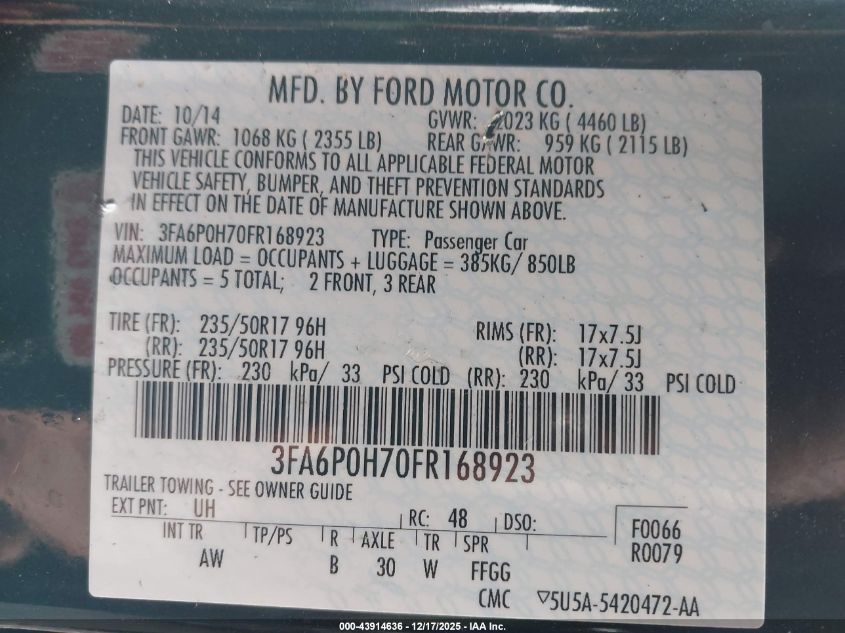 MFD. BY FORD MOTOR CO.
DATE: 10/14 GVWR: 2023 KG ( 4460 LB)
FRONT GAWR: 1068 KG ( 2355 LB) REAR GAWR: 959 KG ( 2115 LB)
THIS VEHICLE CONFORMS TO ALL APPLICABLE FEDERAL MOTOR
VEHICLE SAFETY, BUMPER, AND THEFT PREVENTION STANDARDS
IN EFFECT ON THE DATE OF MANUFACTURE SHOWN ABOVE.
VIN: 3FA6P0H70FR168923 TYPE: Passenger Car
MAXIMUM LOAD = OCCUPANTS + LUGGAGE = 385KG/ 850LB
OCCUPANTS = 5 TOTAL; 2 FRONT, 3 REAR
TIRE (FR): 235/50R17 96H RIMS (FR): 17x7.5J
(RR): 235/50R17 96H (RR): 17x7.5J
PRESSURE (FR): 230 kPa/ 33 PSI COLD (RR): 230 kPa/ 33 PSI COLD
3FA6P0H70FR168923
TRAILER TOWING - SEE OWNER GUIDE
EXT PNT: UH RC: 48 DSO: F0066
INT TR TP/PS R AXLE TR SPR R0079
AW B 30 W FFGG
CMC ▽5U5A-5420472-AA
000-43914636 - 12/17/2025 - IAA Inc.